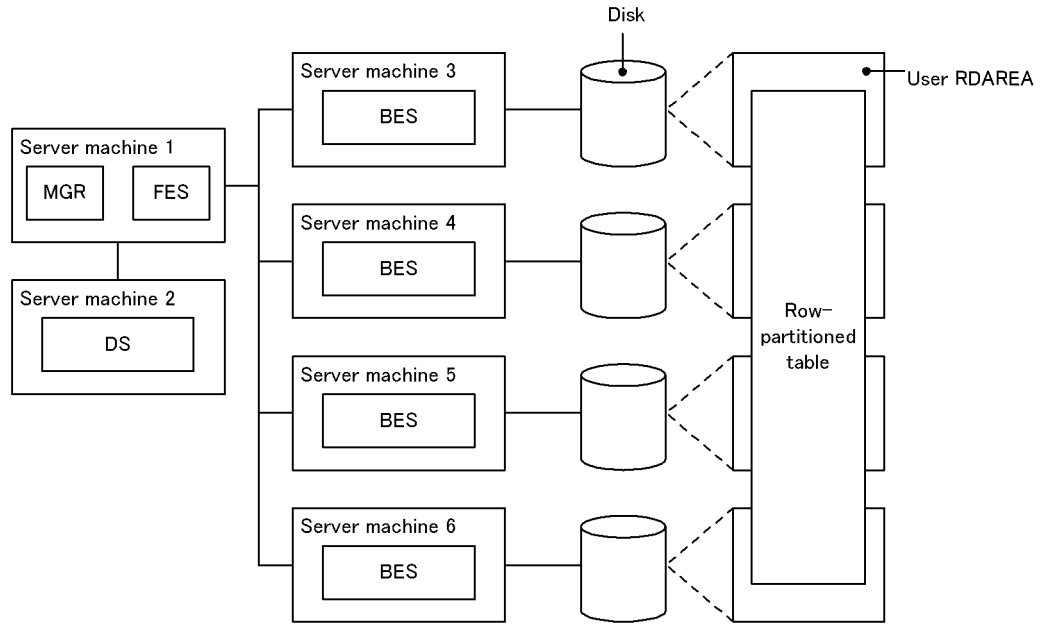 Disk
Server machine 3
BES
User RDAREA
Server machine 1
MGR
FES
Server machine 4
BES
Server machine 2
DS
Row-
partitioned
table
Server machine 5
BES
Server machine 6
BES